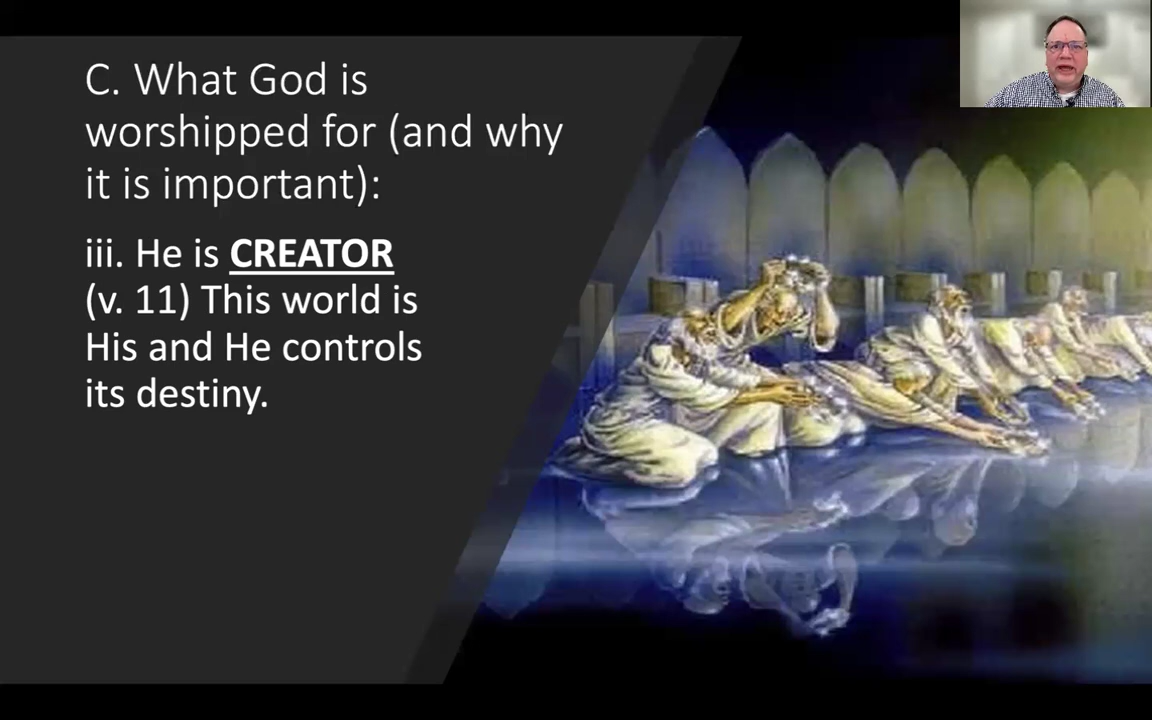 C. What God is
worshipped for (and why
it is important):
iii. He is CREATOR
(v. 11) This world is
His and He controls
its destiny.